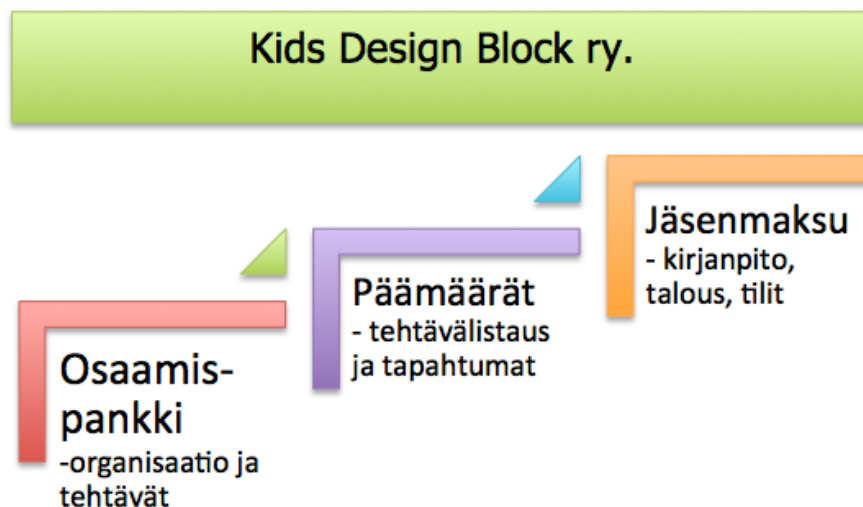 Kids Design Block ry.
Osaamis-
pankki
-organisaatio ja
tehtävät
Päämäärät
- tehtävälistaus
ja tapahtumat
Jäsenmaksu
- kirjanpito,
talous, tilit